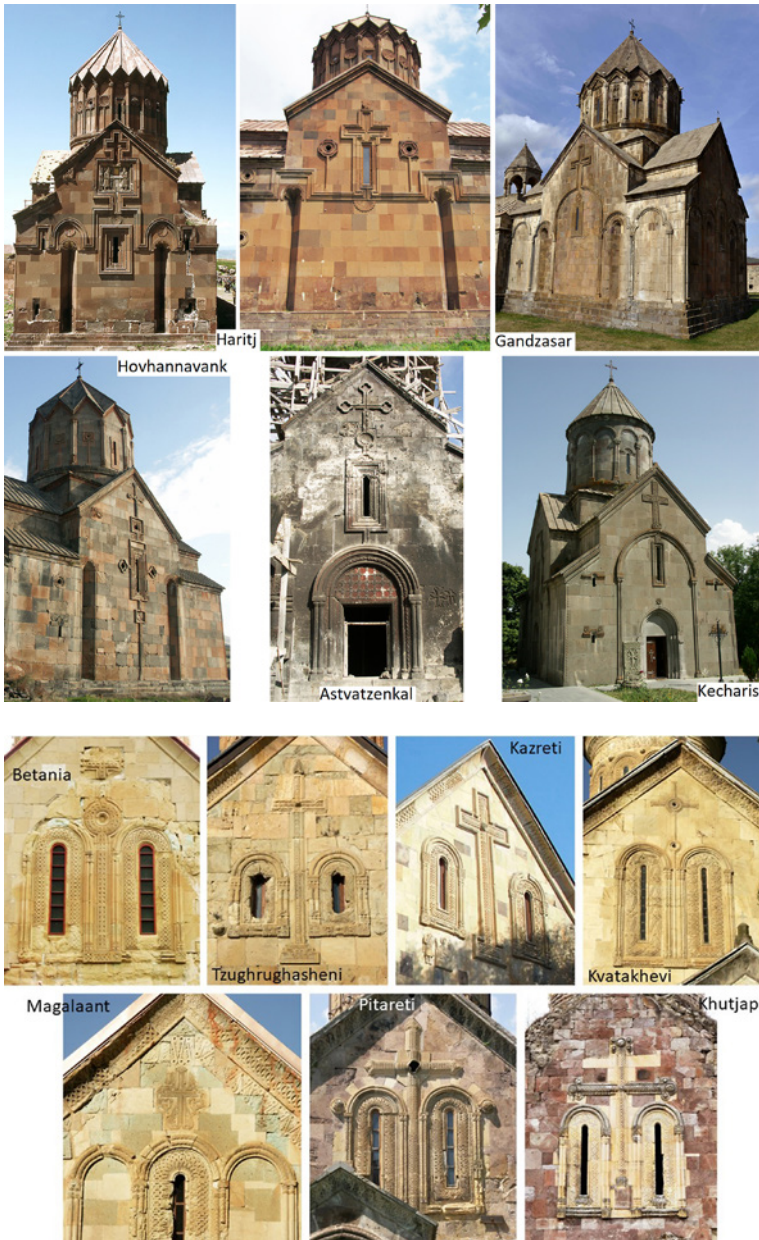 Haritj
Gandzasar
Hovhannavank
Astvatzenkal
Kecharis
Betania
Tzughrughasheni
Kazreti
Kvatakhevi
Magalaant
Pitareti
Khutjap